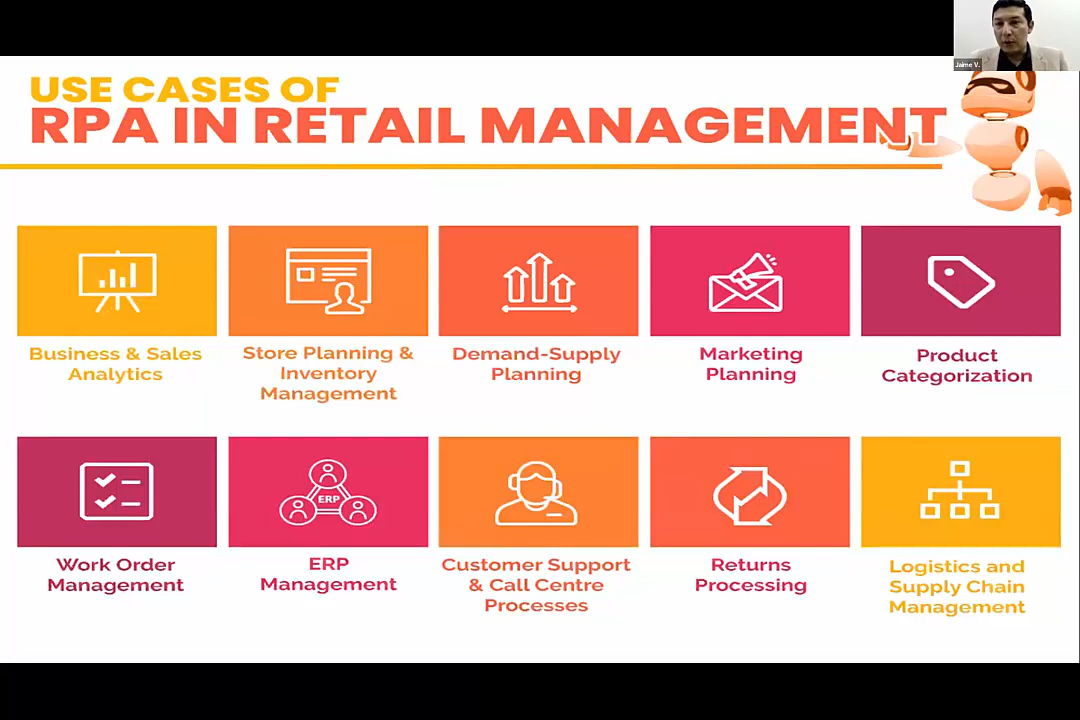 Jaime V.
USE CASES OF
RPA IN RETAIL MANAGEMENT
Business & Sales
Analytics
Store Planning &
Inventory
Management
Demand-Supply
Planning
Marketing
Planning
Product
Categorization
ERP
Work Order
Management
ERP
Management
Customer Support
& Call Centre
Processes
Returns
Processing
Logistics and
Supply Chain
Management